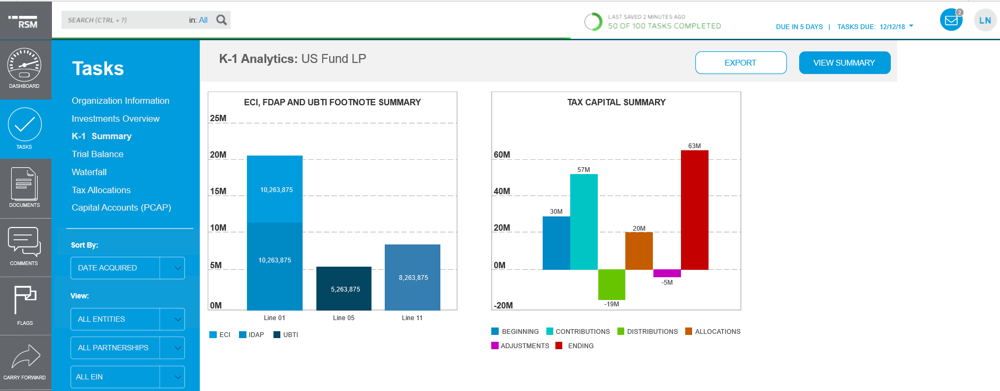 RSM
SEARCH (CTRL + ?)
in: All
LAST SAVED 2 MINUTES AGO
50 OF 100 TASKS COMPLETED
DUE IN 5 DAYS | TASKS DUE: 12/12/18
2
LN
DASHBOARD
TASKS
DOCUMENTS
COMMENTS
FLAGS
CARRY FORWARD
Tasks
Organization Information
Investments Overview
K-1 Summary
Trial Balance
Waterfall
Tax Allocations
Capital Accounts (PCAP)
Sort By:
DATE ACQUIRED
View:
ALL ENTITIES
ALL PARTNERSHIPS
ALL EIN
K-1 Analytics: US Fund LP
EXPORT
VIEW SUMMARY
ECI, FDAP AND UBTI FOOTNOTE SUMMARY
25M
20M
15M
10M
5M
0M
10,263,875
10,263,875
5,263,875
8,263,875
Line 01
Line 05
Line 11
ECI
IDAP
UBTI
TAX CAPITAL SUMMARY
60M
40M
20M
0M
-20M
30M
57M
-19M
20M
-5M
63M
BEGINNING
CONTRIBUTIONS
DISTRIBUTIONS
ALLOCATIONS
ADJUSTMENTS
ENDING